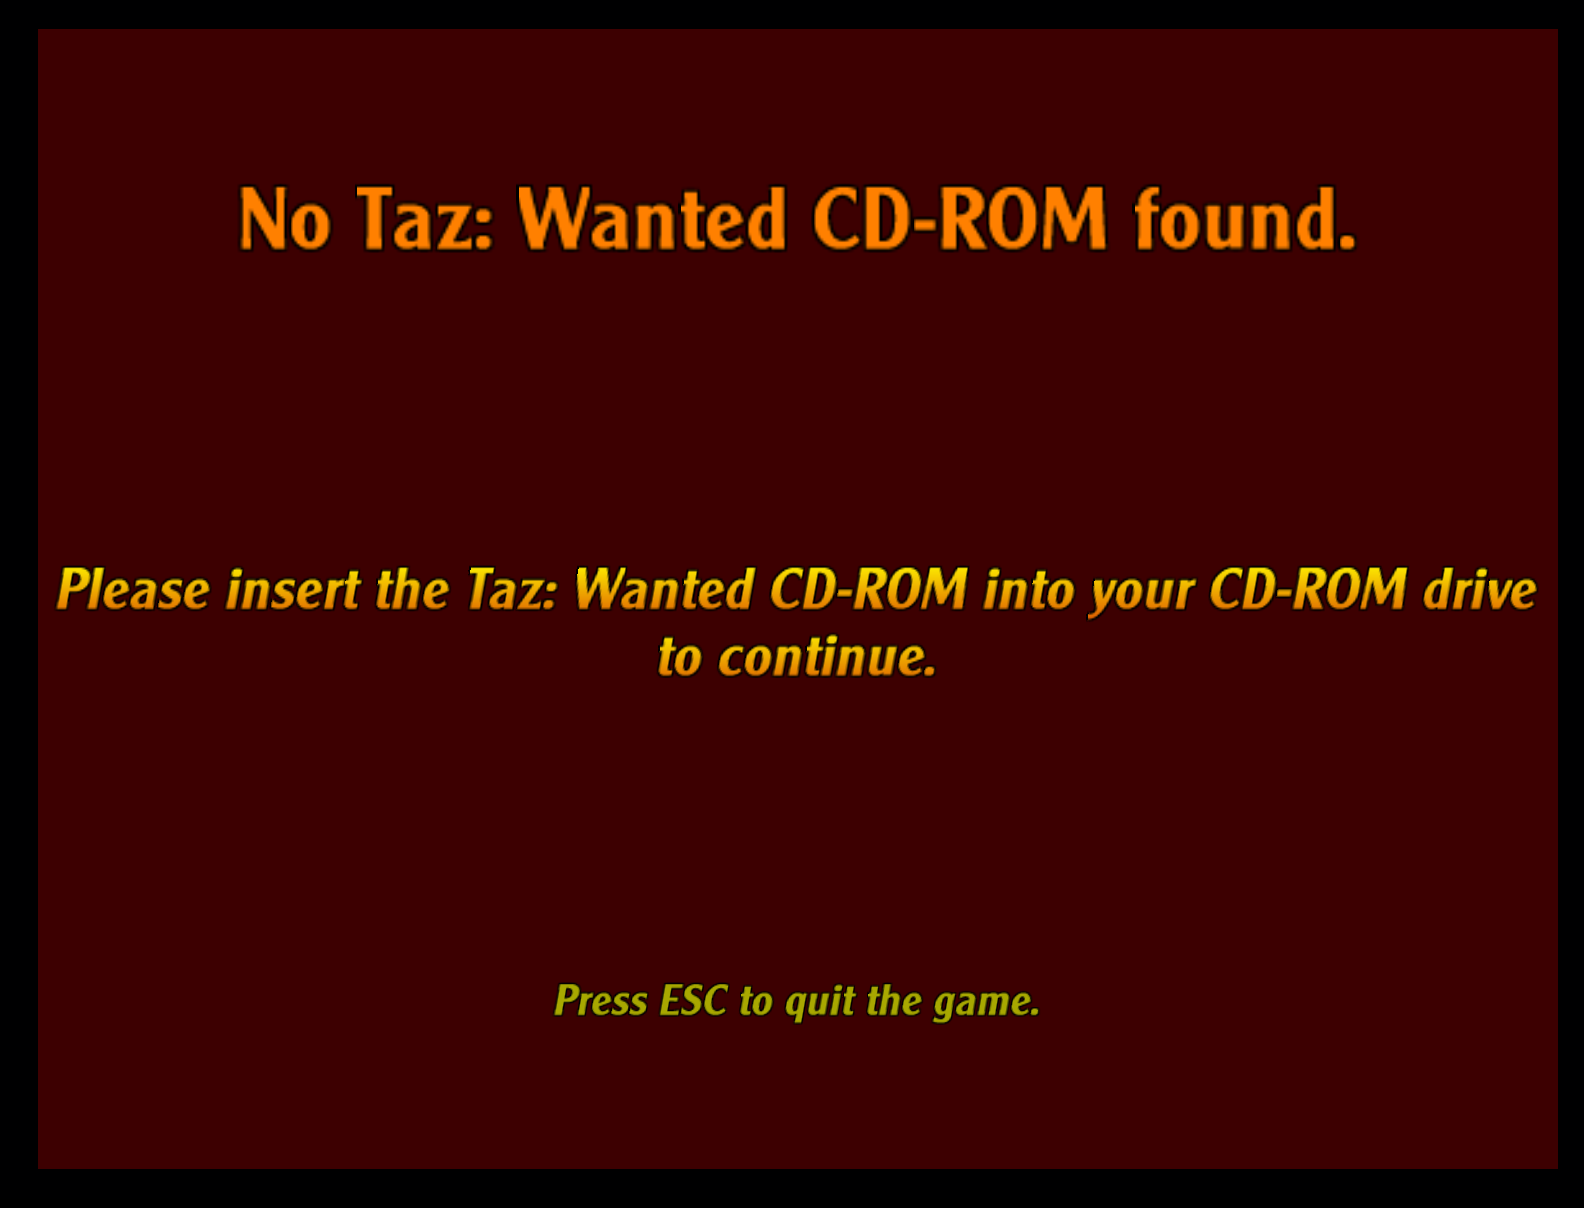 No Taz: Wanted CD-ROM found.
Please insert the Taz: Wanted CD-ROM into your CD-ROM drive
to continue.
Press ESC to quit the game.